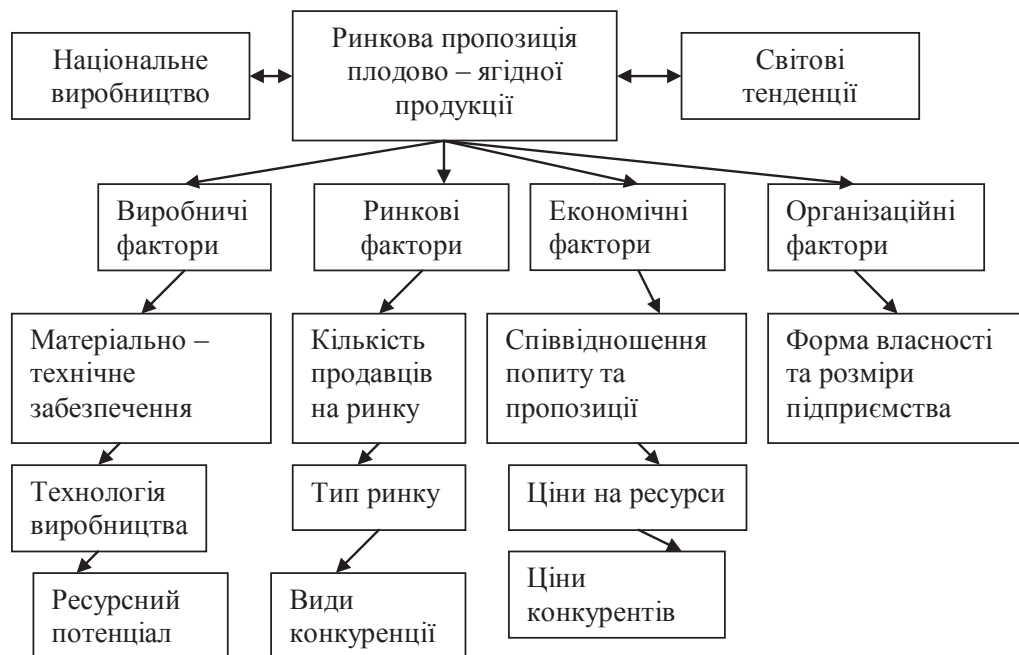 Національне
виробництво
Ринкова пропозиція
плодово – ягідної
продукції
Світові
тенденції
Виробничі
фактори
Ринкові
фактори
Економічні
фактори
Організаційні
фактори
Матеріально –
технічне
забезпечення
Кількість
продавців
на ринку
Співвідношення
попиту та
пропозиції
Форма власності
та розміри
підприємства
Технологія
виробництва
Тип ринку
Ціни на ресурси
Ресурсний
потенціал
Види
конкуренції
Ціни
конкурентів